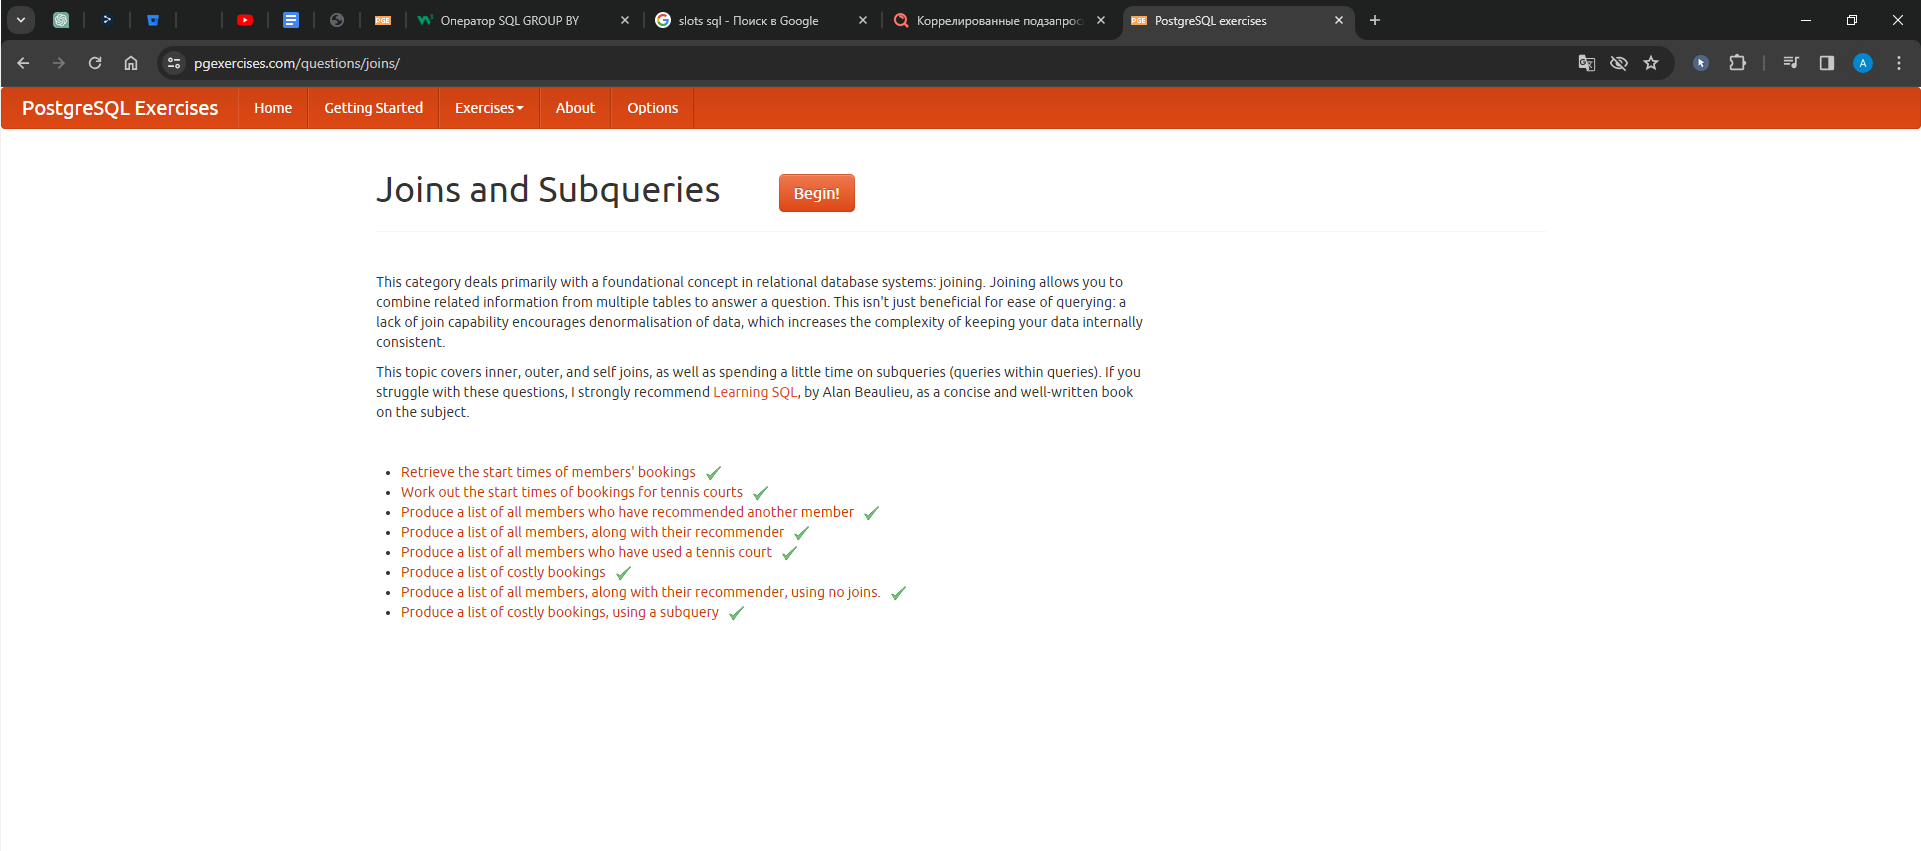 Оператор SQL GROUP BY
slots sql - Поиск в Google
Коррелированные подзапрос
PGE PostgreSQL exercises
pgexercises.com/questions/joins/
A
PostgreSQL Exercises Home Getting Started Exercises About Options
Joins and Subqueries Begin!
This category deals primarily with a foundational concept in relational database systems: joining. Joining allows you to
combine related information from multiple tables to answer a question. This isn't just beneficial for ease of querying: a
lack of join capability encourages denormalisation of data, which increases the complexity of keeping your data internally
consistent.
This topic covers inner, outer, and self joins, as well as spending a little time on subqueries (queries within queries). If you
struggle with these questions, I strongly recommend Learning SQL, by Alan Beaulieu, as a concise and well-written book
on the subject.
Retrieve the start times of members' bookings
Work out the start times of bookings for tennis courts
Produce a list of all members who have recommended another member
Produce a list of all members, along with their recommender
Produce a list of all members who have used a tennis court
Produce a list of costly bookings
Produce a list of all members, along with their recommender, using no joins.
Produce a list of costly bookings, using a subquery